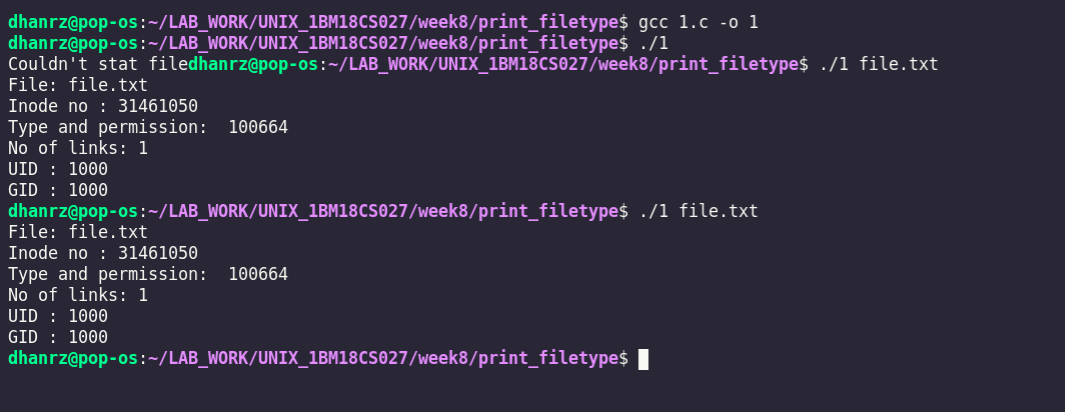 dhanrz@pop-os:~/LAB_WORK/UNIX_1BM18CS027/week8/print_filetype$ gcc 1.c -o 1
dhanrz@pop-os:~/LAB_WORK/UNIX_1BM18CS027/week8/print_filetype$ ./1
Couldn't stat filedhanrz@pop-os:~/LAB_WORK/UNIX_1BM18CS027/week8/print_filetype$ ./1 file.txt
File: file.txt
Inode no : 31461050
Type and permission:  100664
No of links: 1
UID : 1000
GID : 1000
dhanrz@pop-os:~/LAB_WORK/UNIX_1BM18CS027/week8/print_filetype$ ./1 file.txt
File: file.txt
Inode no : 31461050
Type and permission:  100664
No of links: 1
UID : 1000
GID : 1000
dhanrz@pop-os:~/LAB_WORK/UNIX_1BM18CS027/week8/print_filetype$